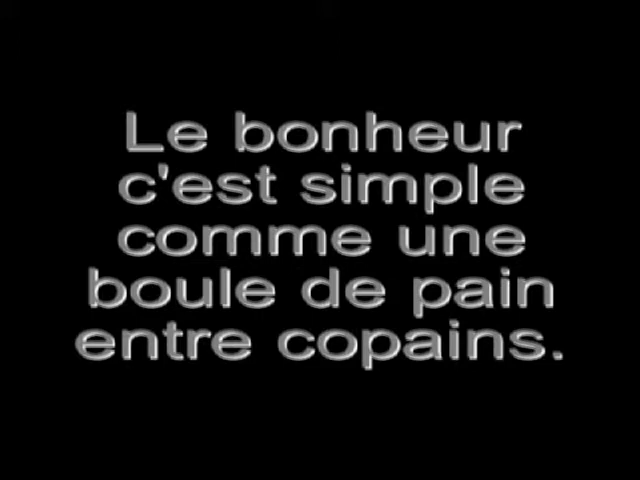 Le bonheur
c'est simple
comme une
boule de pain
entre copains.